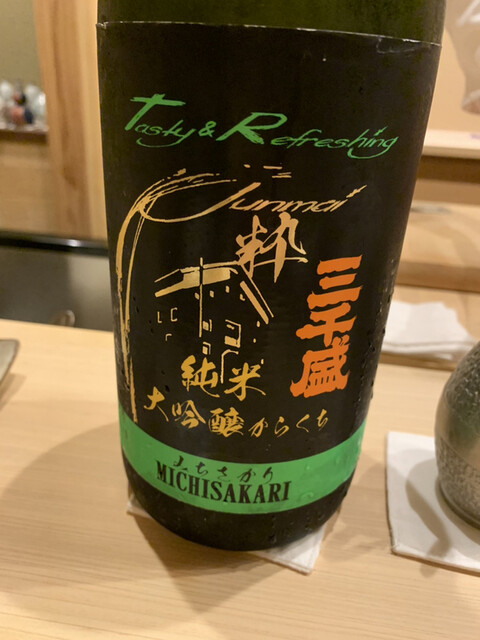 Tasty & Refreshing
Junmai
粋
三千盛
純米
大吟醸からくち
みちさかり
MICHISAKARI